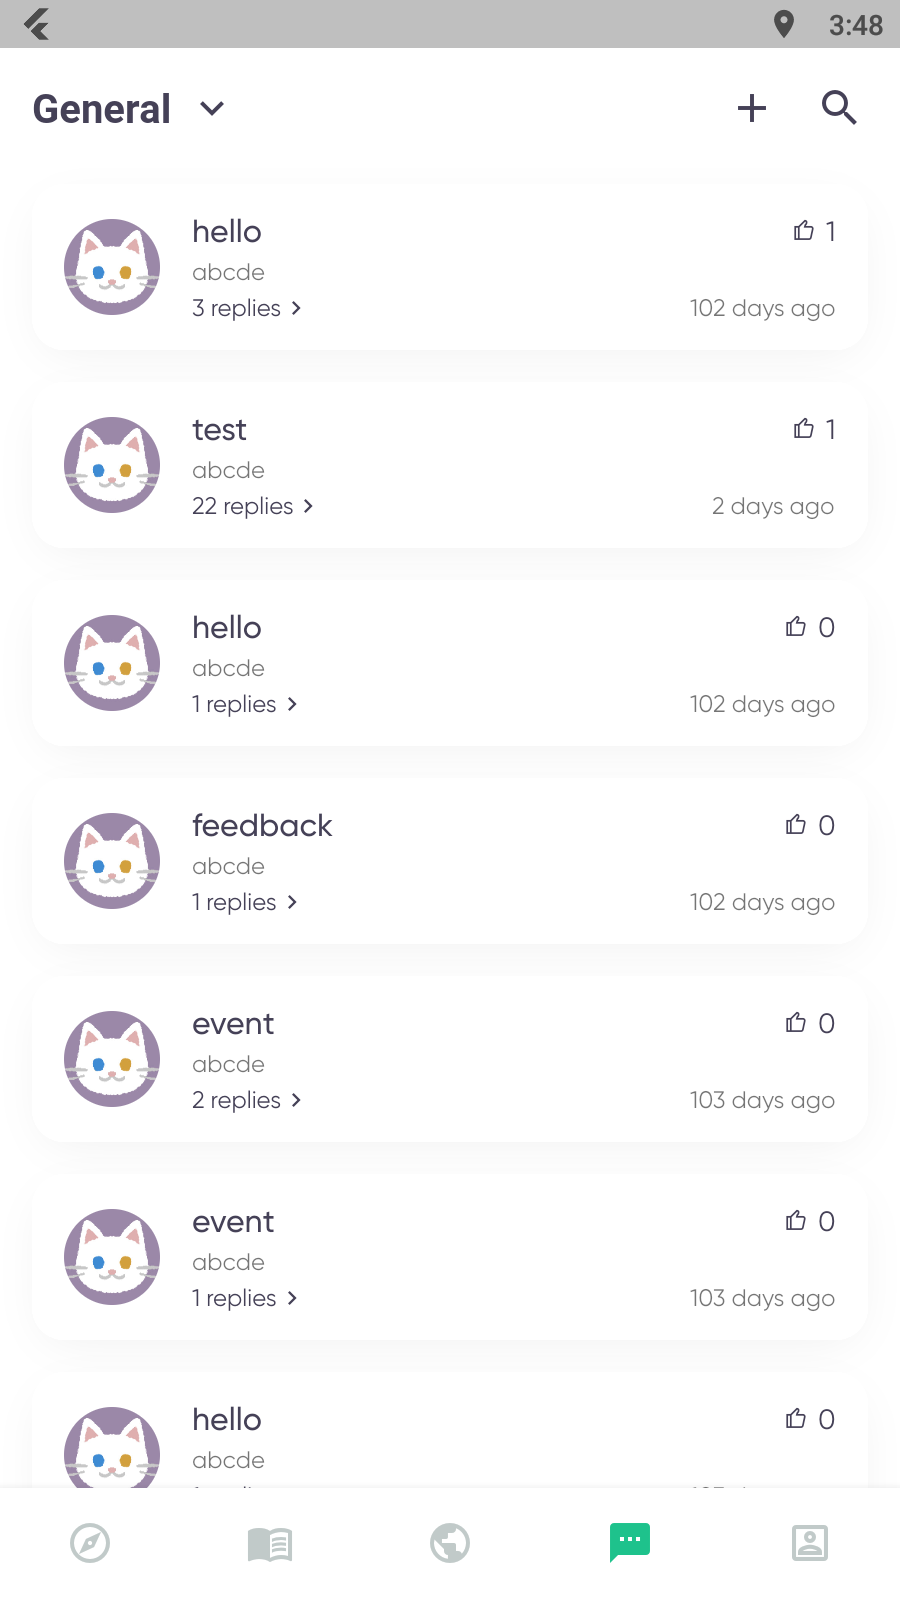 3:48
General
hello
1
abcde
3 replies
102 days ago
test
1
abcde
22 replies
2 days ago
hello
0
abcde
1 replies
102 days ago
feedback
0
abcde
1 replies
102 days ago
event
0
abcde
2 replies
103 days ago
event
0
abcde
1 replies
103 days ago
hello
0
abcde